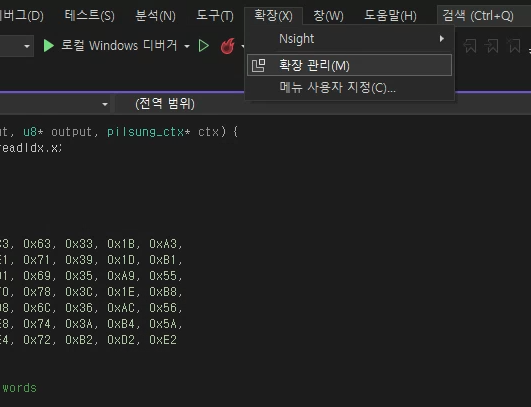 버그(D) 테스트(S) 분석(N) 도구(T) 확장(X) 창(W) 도움말(H) 검색 (Ctrl+Q)
로컬 Windows 디버거
Nsight
확장 관리(M)
메뉴 사용자 지정(C)...
(전역 범위)
ut, u8* output, pilsung_ctx* ctx) {
readIdx.x;
C3, 0x63, 0x33, 0x1B, 0xA3,
E1, 0x71, 0x39, 0x1D, 0xB1,
D1, 0x69, 0x35, 0xA9, 0x55,
F0, 0x78, 0x3C, 0x1E, 0xB8,
D8, 0x6C, 0x36, 0xAC, 0x56,
E8, 0x74, 0x3A, 0xB4, 0x5A,
E4, 0x72, 0xB2, 0xD2, 0xE2
words